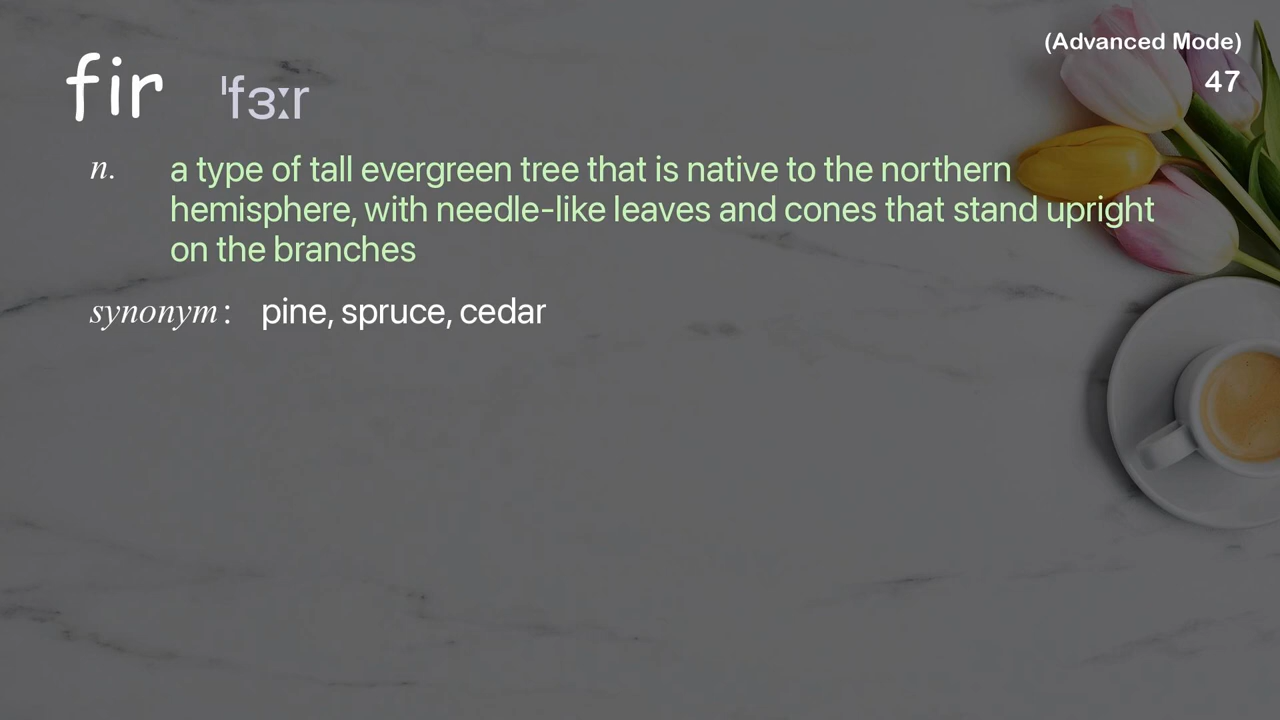 (Advanced Mode)
47
fir ˈfɜːr
n. a type of tall evergreen tree that is native to the northern
hemisphere, with needle-like leaves and cones that stand upright
on the branches
synonym: pine, spruce, cedar